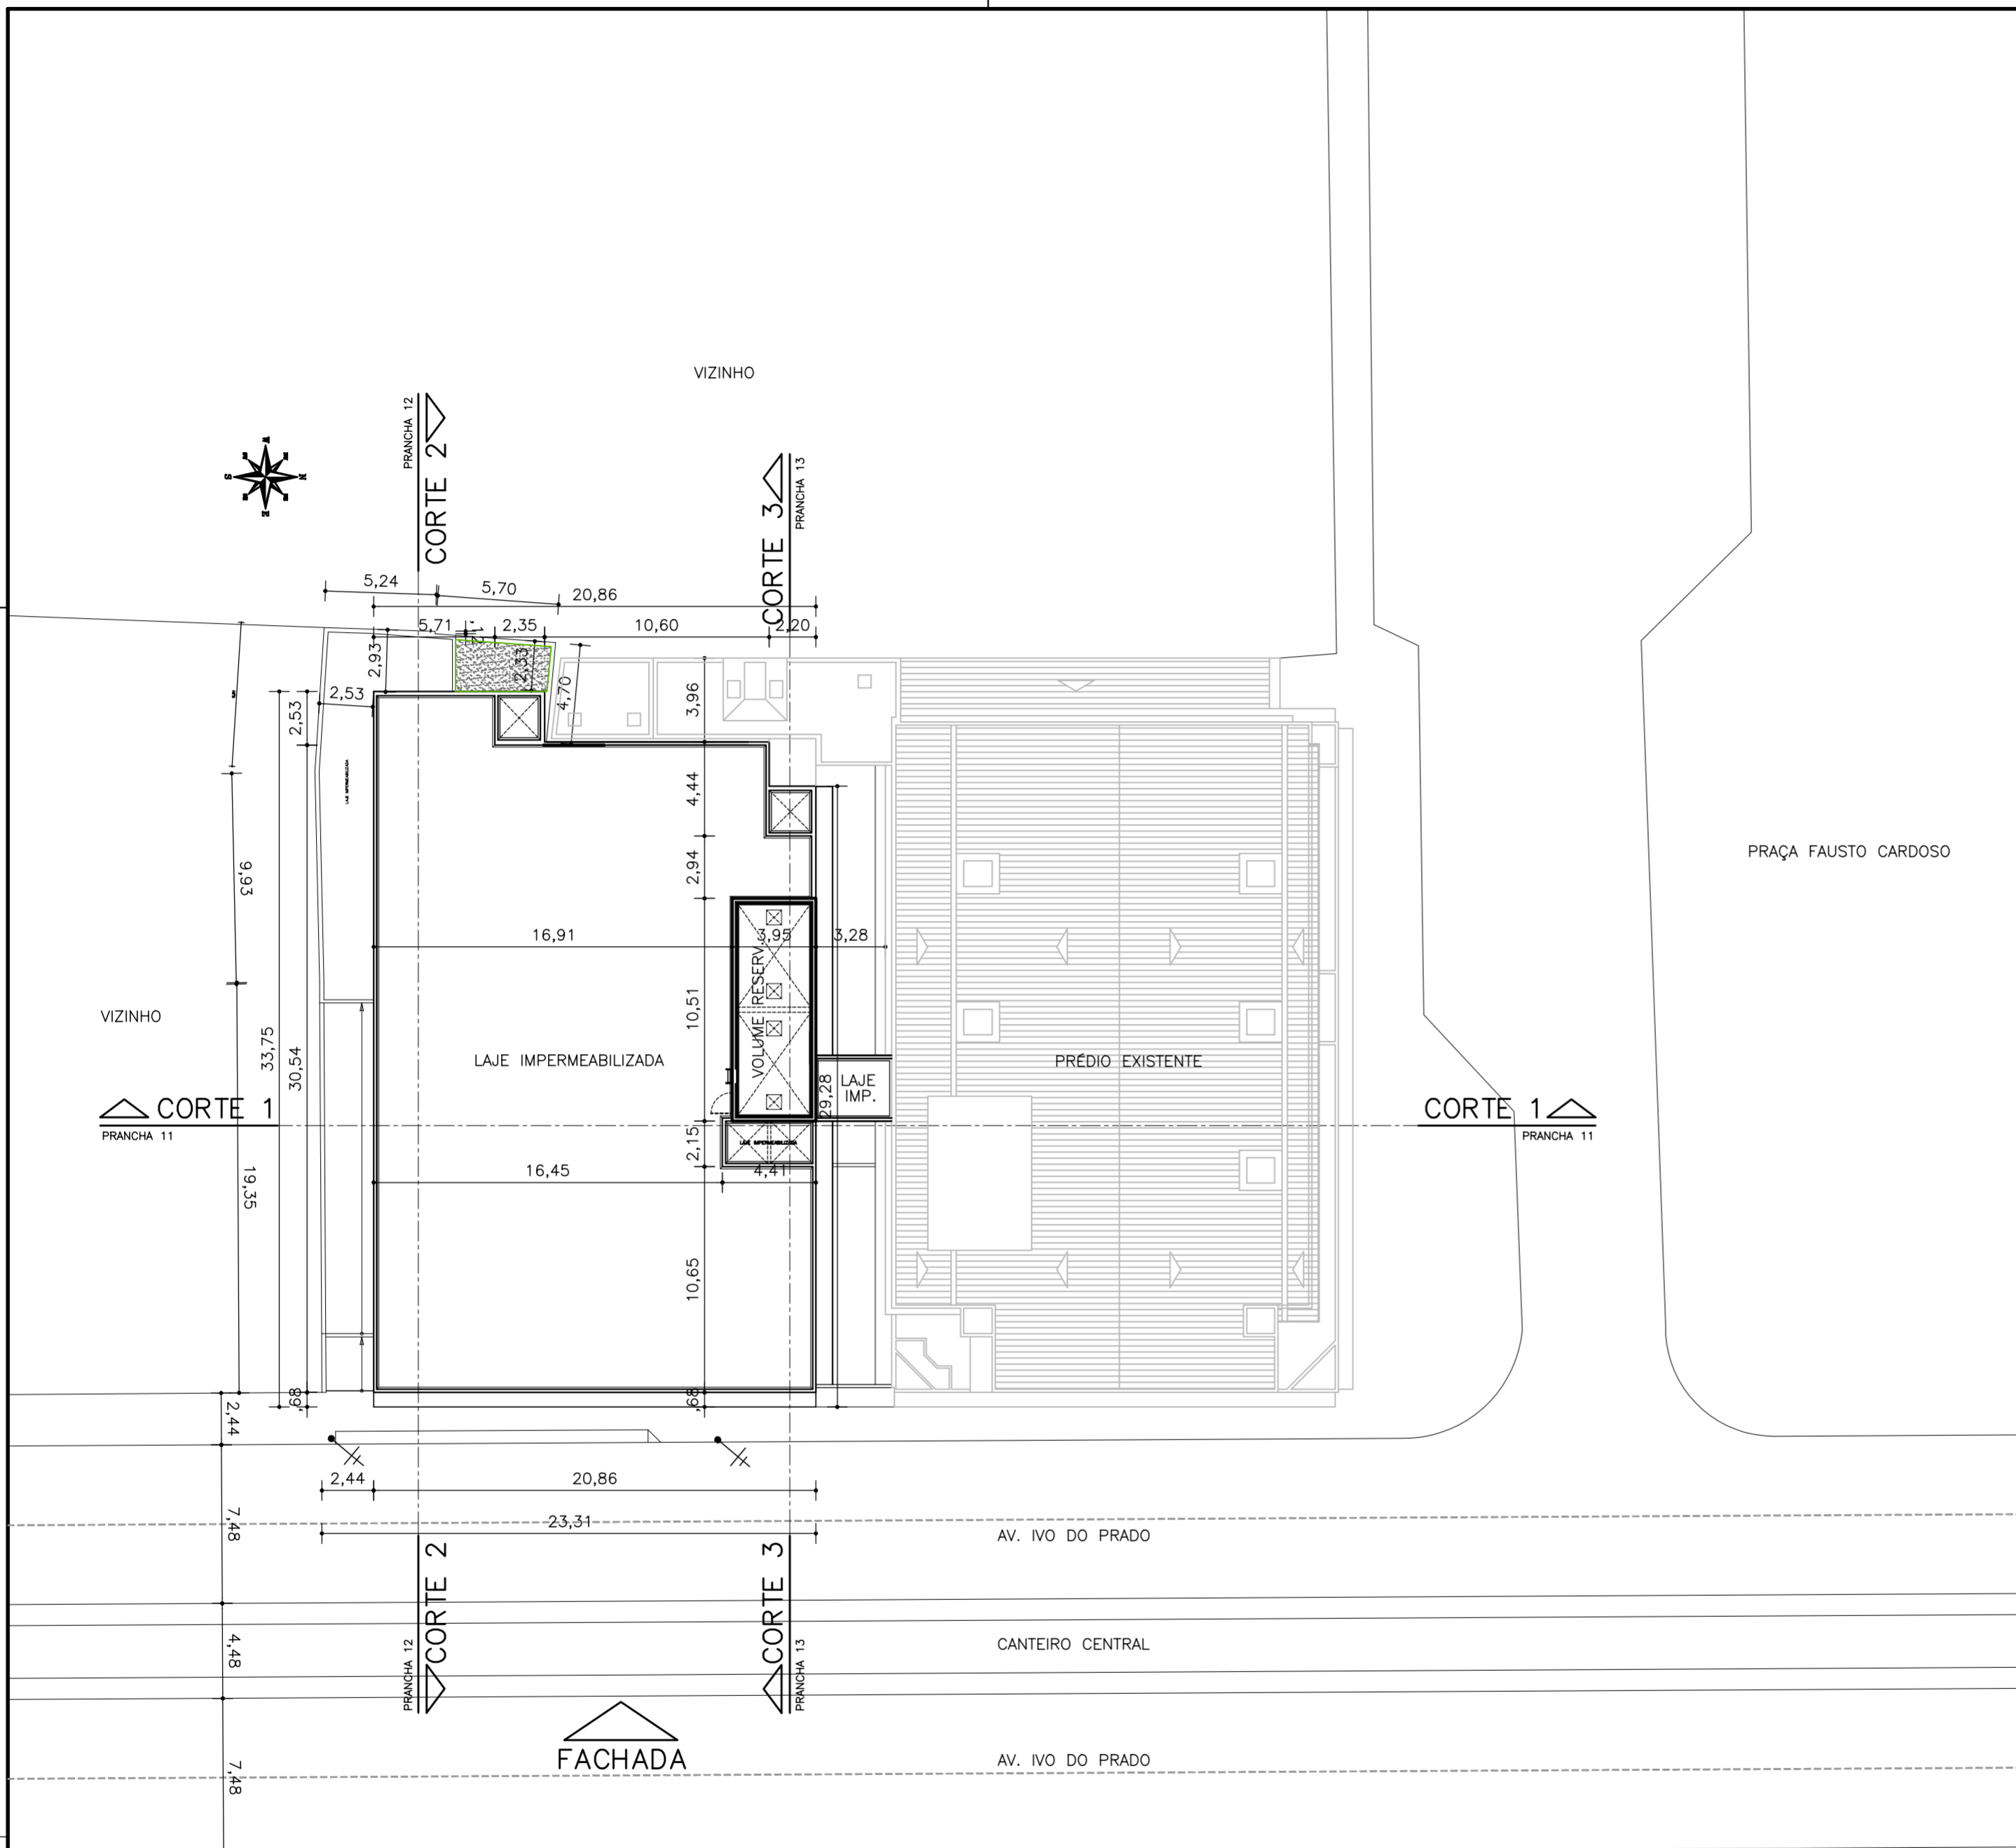 VIZINHO
PRANCHA 12
CORTE 2
CORTE 3
PRANCHA 13
W
N
S
E
5,24
5,70
20,86
5,71
2,35
10,60
2,20
2,93
2,33
4,70
3,96
2,53
2,53
LAJE IMPERMEABILIZADA
4,44
PRAÇA FAUSTO CARDOSO
9,93
2,94
16,91
3,95
3,28
VOLUME RESERV.
10,51
VIZINHO
33,75
30,54
LAJE IMPERMEABILIZADA
PRÉDIO EXISTENTE
LAJE
IMP.
29,28
CORTE 1
PRANCHA 11
CORTE 1
PRANCHA 11
2,15
LAJE IMPERMEABILIZADA
16,45
4,41
19,35
10,65
,68
,68
2,44
2,44
20,86
7,48
23,31
AV. IVO DO PRADO
CORTE 2
PRANCHA 12
CORTE 3
PRANCHA 13
4,48
CANTEIRO CENTRAL
FACHADA
AV. IVO DO PRADO
7,48